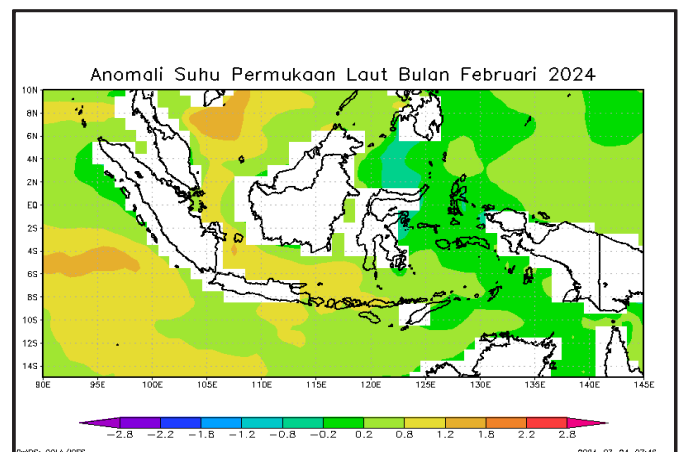 Anomali Suhu Permukaan Laut Bulan Februari 2024
10N
8N
6N
4N
2N
EQ
2S
4S
6S
8S
10S
12S
14S
90E 95E 100E 105E 110E 115E 120E 125E 130E 135E 140E 145E
-2.8 -2.2 -1.8 -1.2 -0.8 -0.2 0.2 0.8 1.2 1.8 2.2 2.8